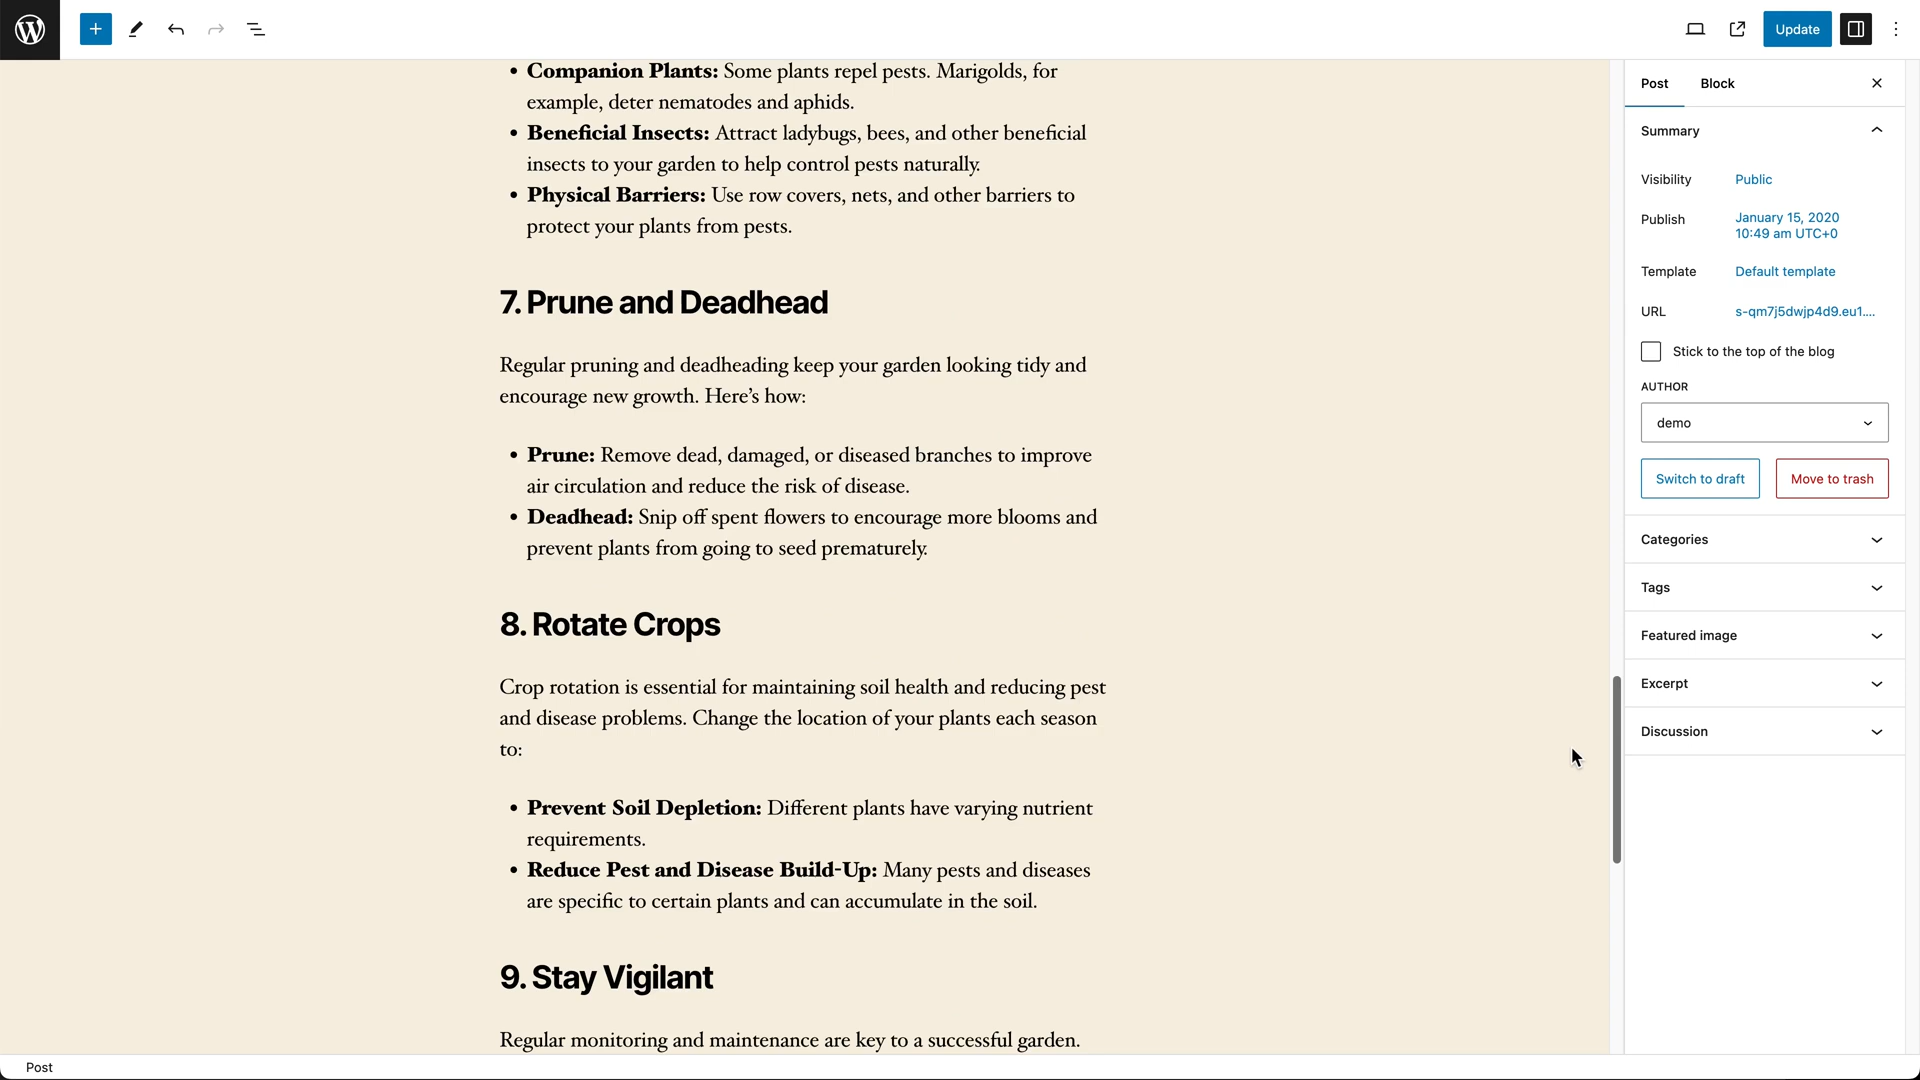 Update
• Companion Plants: Some plants repel pests. Marigolds, for
example, deter nematodes and aphids.
• Beneficial Insects: Attract ladybugs, bees, and other beneficial
insects to your garden to help control pests naturally.
• Physical Barriers: Use row covers, nets, and other barriers to
protect your plants from pests.
7. Prune and Deadhead
Regular pruning and deadheading keep your garden looking tidy and
encourage new growth. Here’s how:
• Prune: Remove dead, damaged, or diseased branches to improve
air circulation and reduce the risk of disease.
• Deadhead: Snip off spent flowers to encourage more blooms and
prevent plants from going to seed prematurely.
8. Rotate Crops
Crop rotation is essential for maintaining soil health and reducing pest
and disease problems. Change the location of your plants each season
to:
• Prevent Soil Depletion: Different plants have varying nutrient
requirements.
• Reduce Pest and Disease Build-Up: Many pests and diseases
are specific to certain plants and can accumulate in the soil.
9. Stay Vigilant
Regular monitoring and maintenance are key to a successful garden.
Post Block
Summary
Visibility Public
Publish January 15, 2020
10:49 am UTC+0
Template Default template
URL s-qm7j5dwjp4d9.eu1....
Stick to the top of the blog
AUTHOR
demo
Switch to draft Move to trash
Categories
Tags
Featured image
Excerpt
Discussion
Post